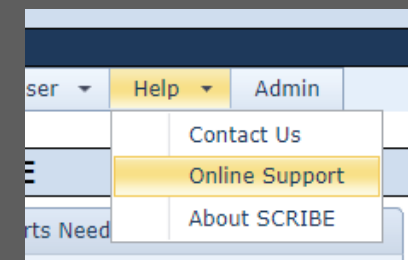 ser Help Admin
Contact Us
Online Support
E
About SCRIBE
rts Need